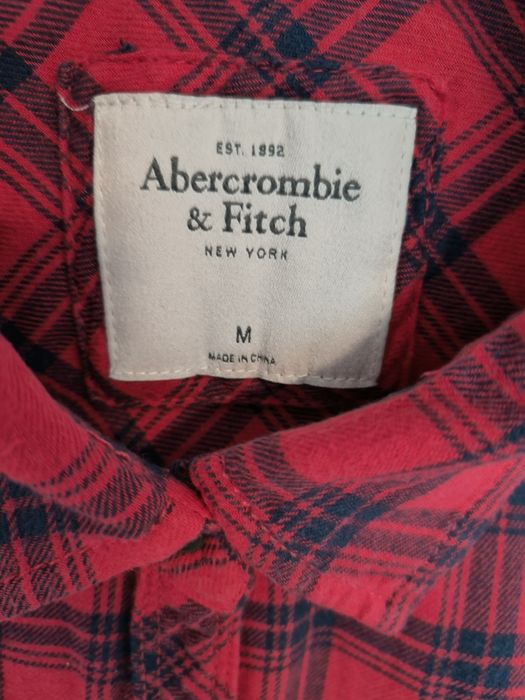 EST. 1892
Abercrombie
& Fitch
NEW YORK
M
MADE IN CHINA